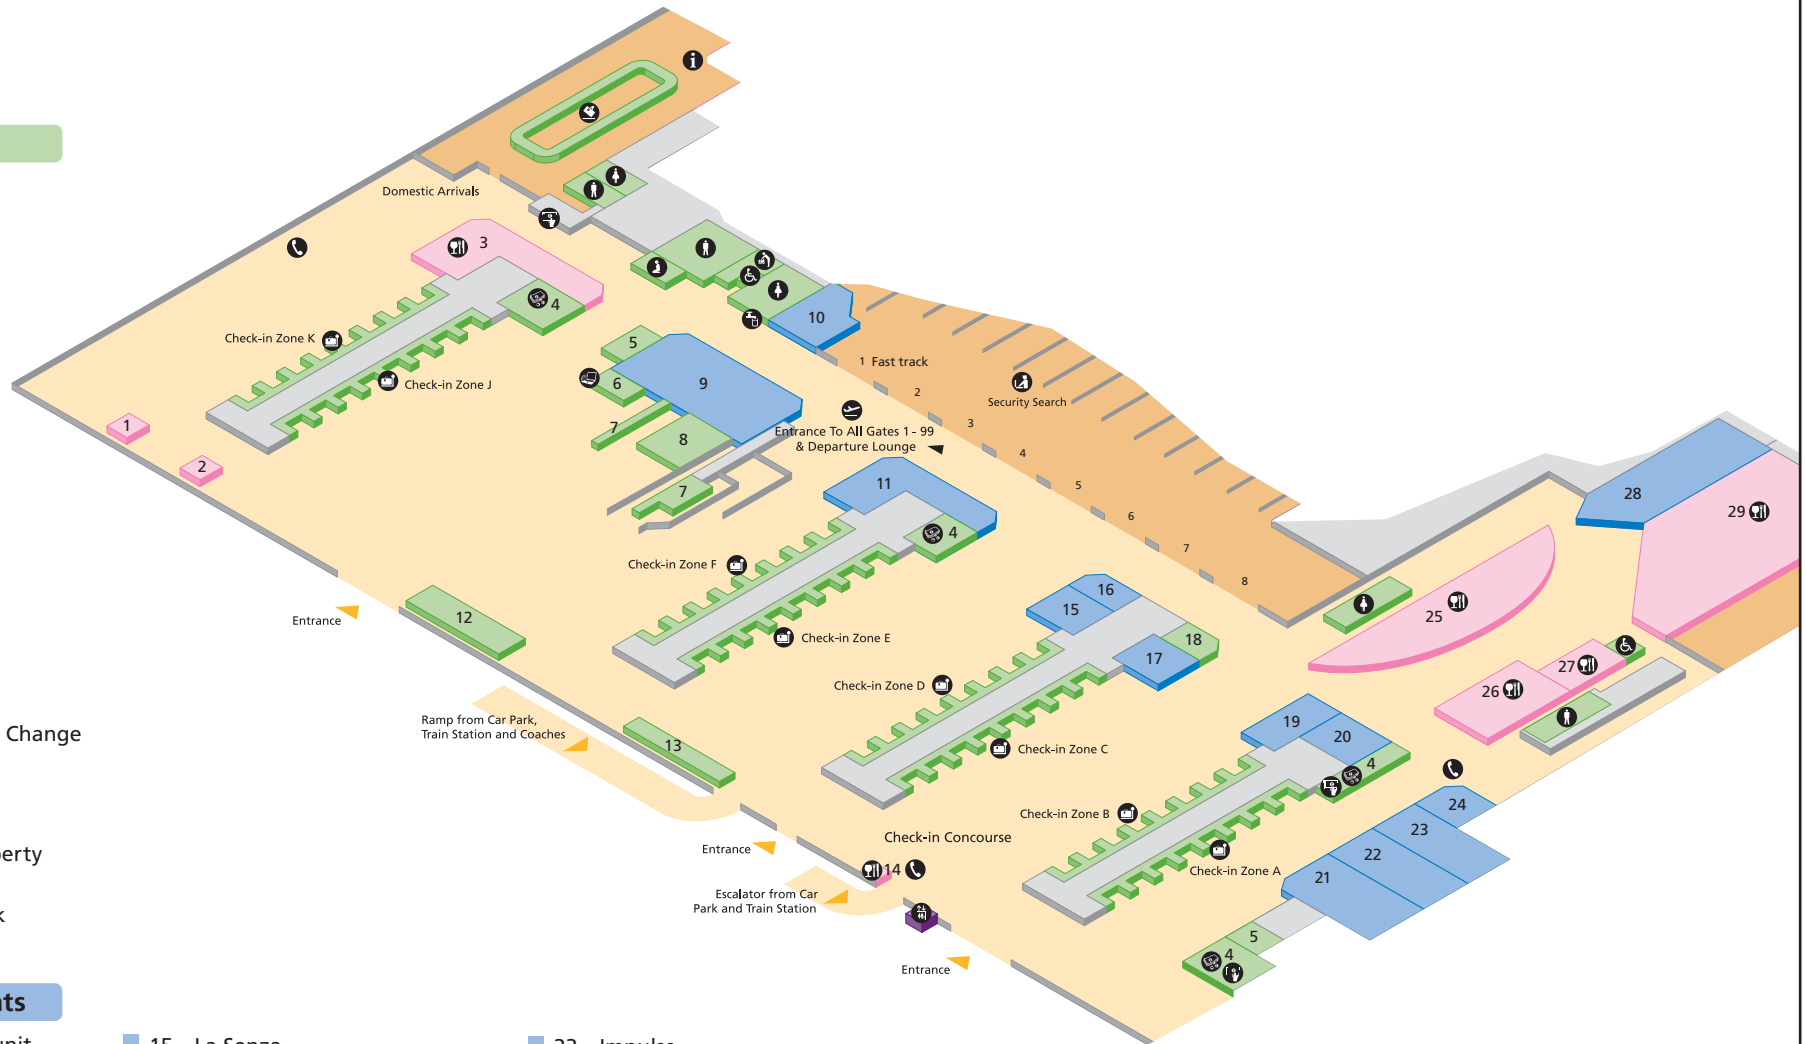 Domestic Arrivals
3
4
Check-in Zone K
Check-in Zone J
5
6
9
10
1 Fast track
2
Security Search
1
2
7
8
Entrance To All Gates 1 - 99
& Departure Lounge
3
4
5
6
7
8
7
11
4
28
29
Check-in Zone F
Entrance
12
Check-in Zone E
16
15
18
17
25
27
26
Check-in Zone D
Ramp from Car Park,
Train Station and Coaches
13
Check-in Zone C
19
20
4
Change
Check-in Zone B
Check-in Concourse
Entrance
14
Check-in Zone A
24
23
22
21
Escalator from Car
Park and Train Station
5
4
Entrance